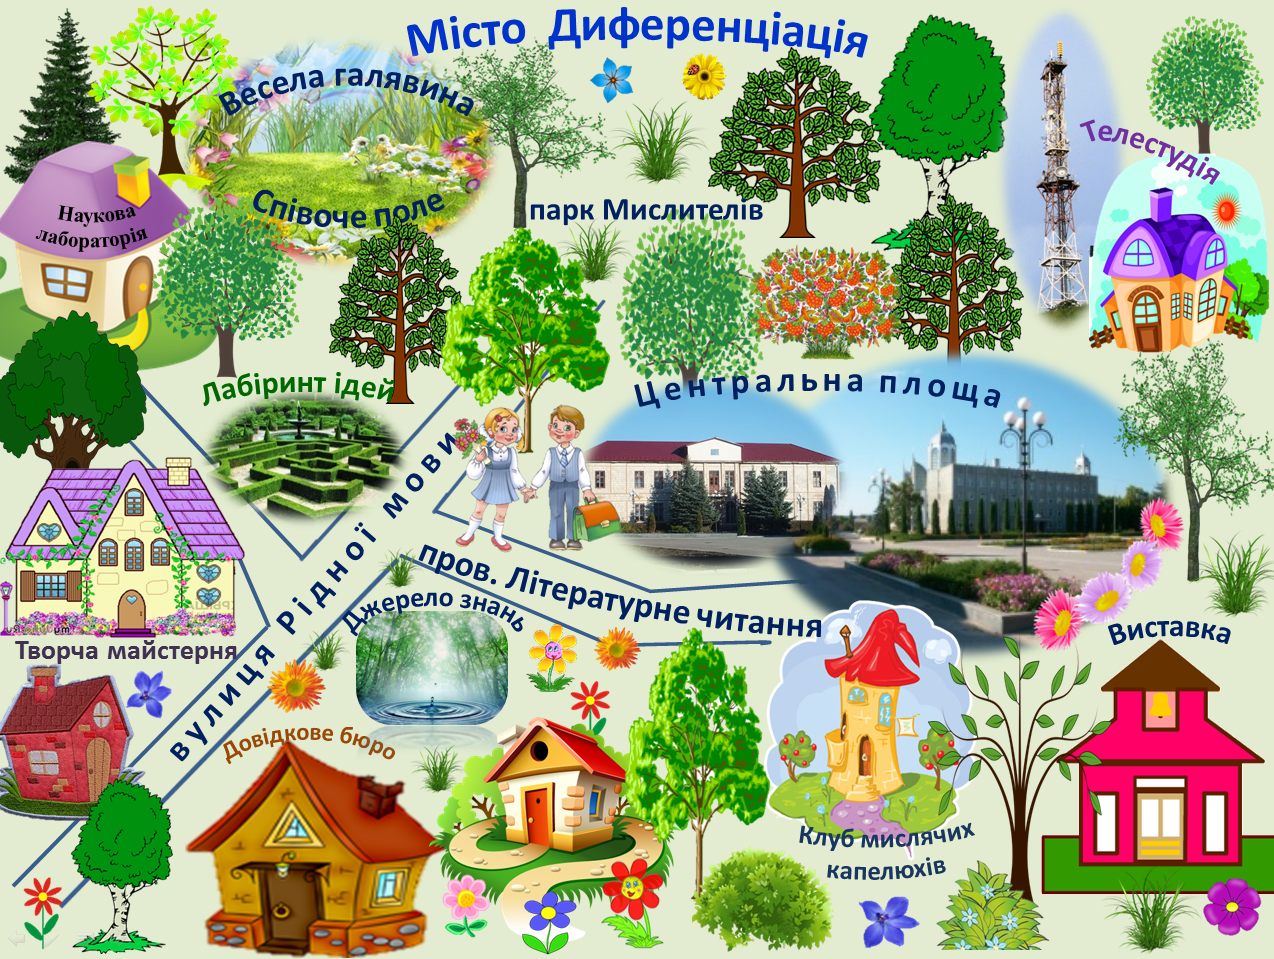 Місто Диференціація
Весела галявина
Телестудія
Співоче поле
парк Мислителів
Наукова
лабораторія
Лабіринт ідей
Центральна площа
вулиця Рідної мови
пров. Літературне читання
Джерело знань
Виставка
Творча майстерня
Довідкове бюро
Клуб мислячих
капелюхів